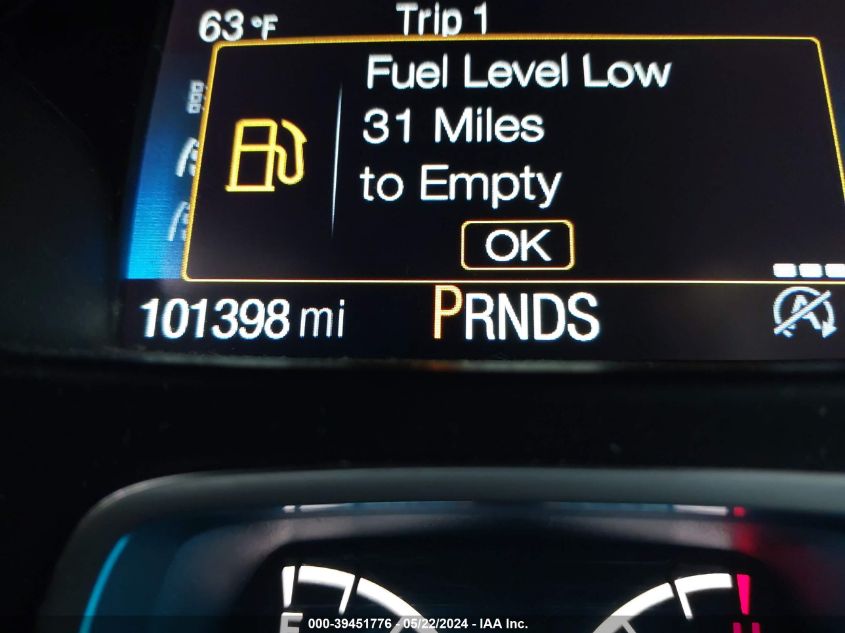 63 °F Trip 1
Fuel Level Low
31 Miles
to Empty
OK
101398 mi PRNDS
A
F H
000-39451776 - 05/22/2024 - IAA Inc.